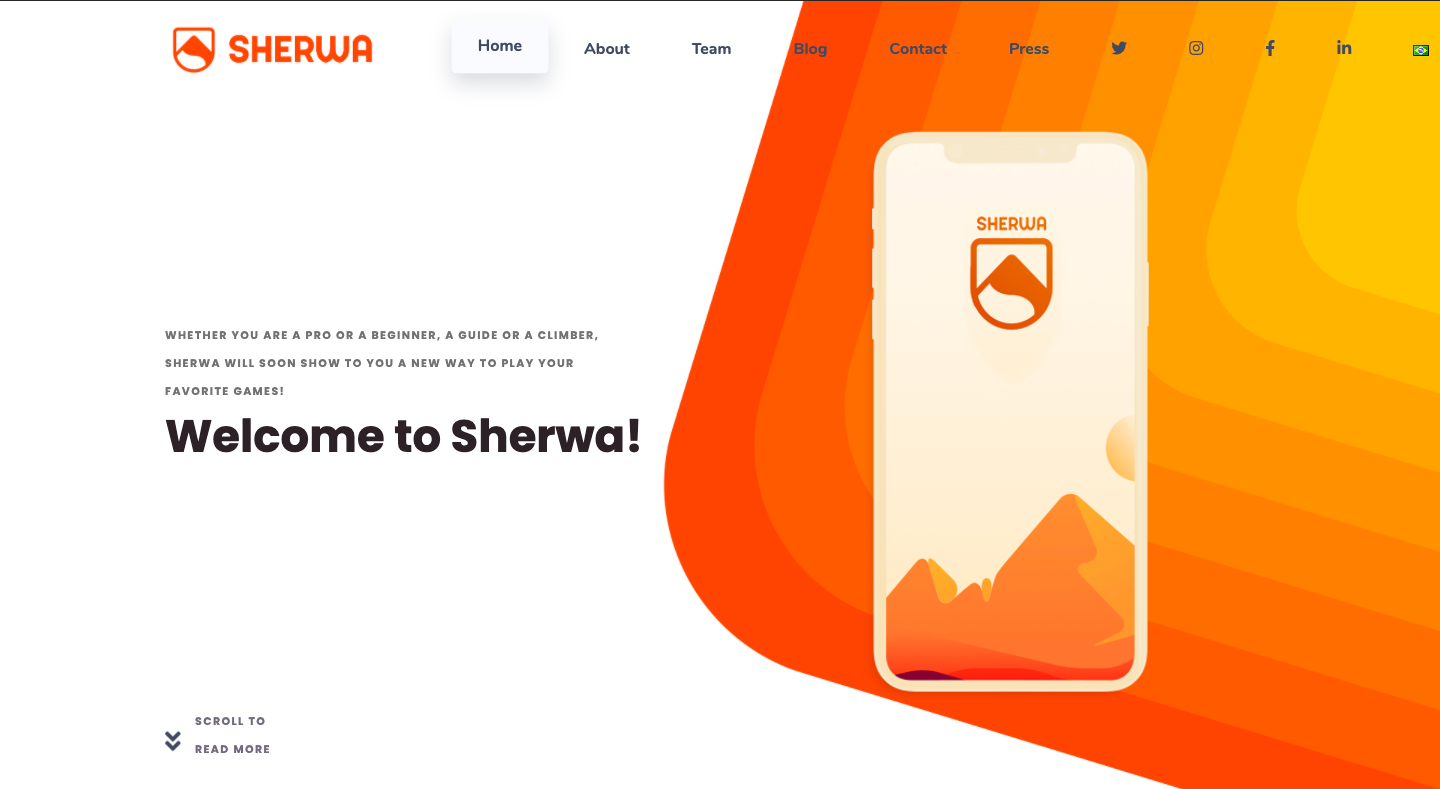 SHERWA
Home
About
Team
Blog
Contact
Press
SHERWA
WHETHER YOU ARE A PRO OR A BEGINNER, A GUIDE OR A CLIMBER,
SHERWA WILL SOON SHOW TO YOU A NEW WAY TO PLAY YOUR
FAVORITE GAMES!
Welcome to Sherwa!
SCROLL TO
READ MORE